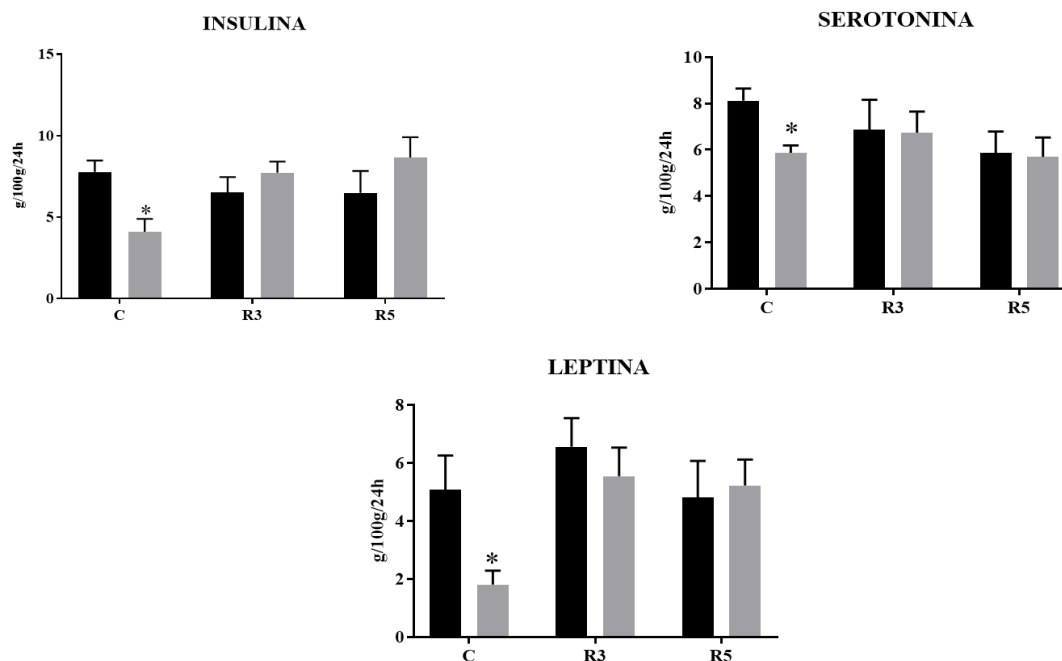 INSULINA
g/100g/24h
15
10
5
0
*
C R3 R5
SEROTONINA
g/100g/24h
10
8
6
4
2
0
*
C R3 R5
LEPTINA
g/100g/24h
8
6
4
2
0
*
C R3 R5